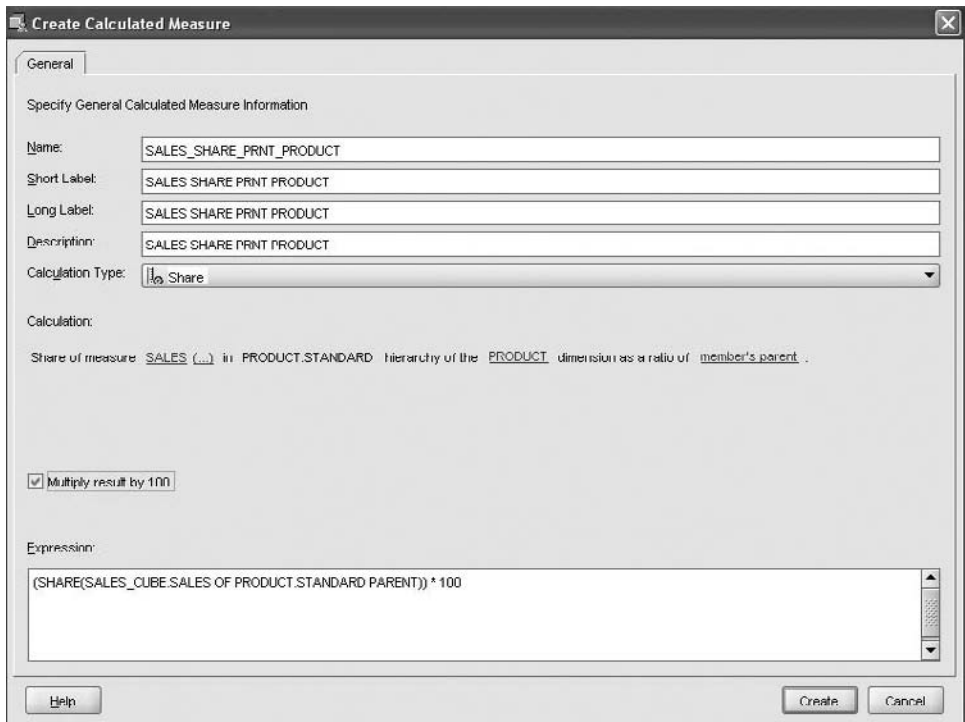 Create Calculated Measure
General
Specify General Calculated Measure Information
Name: SALES_SHARE_PRNT_PRODUCT
Short Label: SALES SHARE PRNT PRODUCT
Long Label: SALES SHARE PRNT PRODUCT
Description: SALES SHARE PRNT PRODUCT
Calculation Type: Share
Calculation:
Share of measure SALES (...) in PRODUCT.STANDARD hierarchy of the PRODUCT dimension as a ratio of member's parent .
Multiply result by 100
Expression:
(SHARE(SALES_CUBE.SALES OF PRODUCT.STANDARD PARENT)) * 100
Help Create Cancel